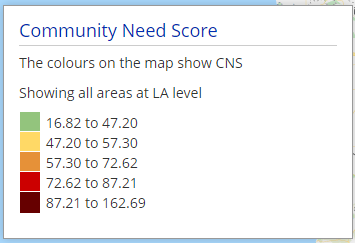 Community Need Score
The colours on the map show CNS
Showing all areas at LA level
16.82 to 47.20
47.20 to 57.30
57.30 to 72.62
72.62 to 87.21
87.21 to 162.69